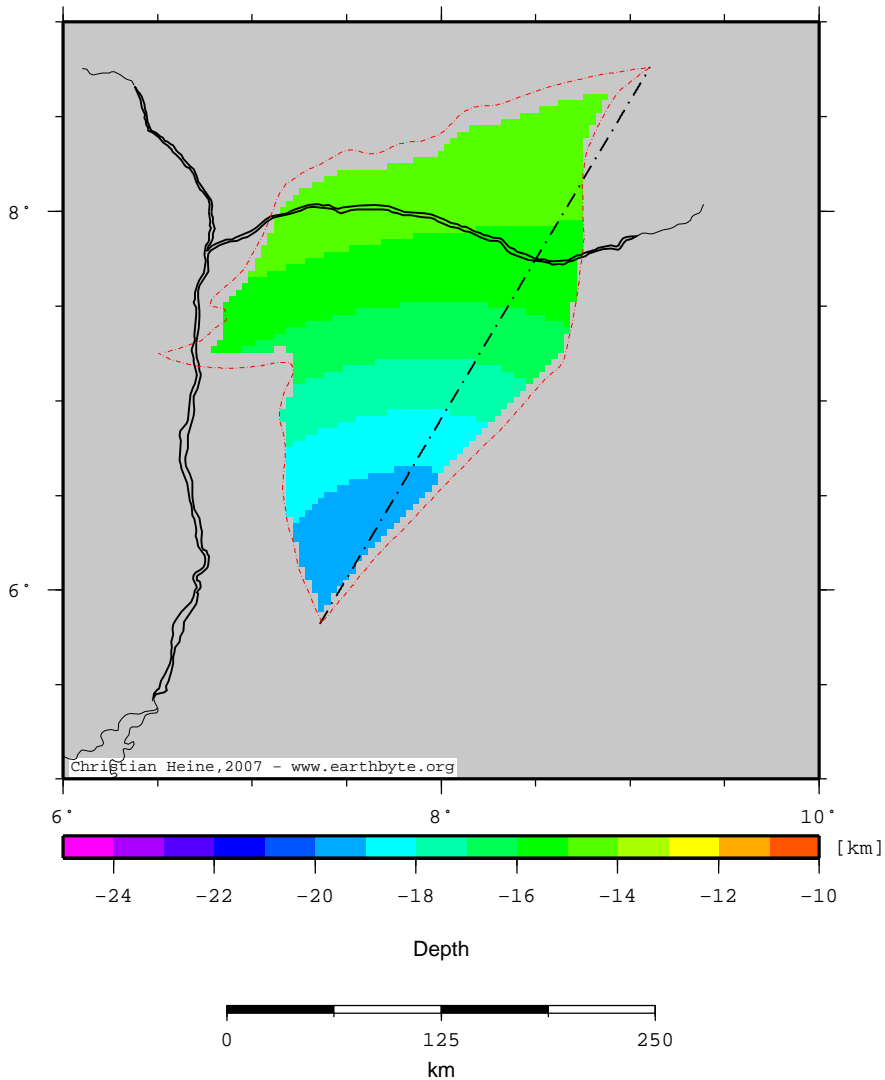 8°
6°
Christian Heine,2007 - www.earthbyte.org
6° 8° 10°
[km]
-24 -22 -20 -18 -16 -14 -12 -10
Depth
0 125 250
km